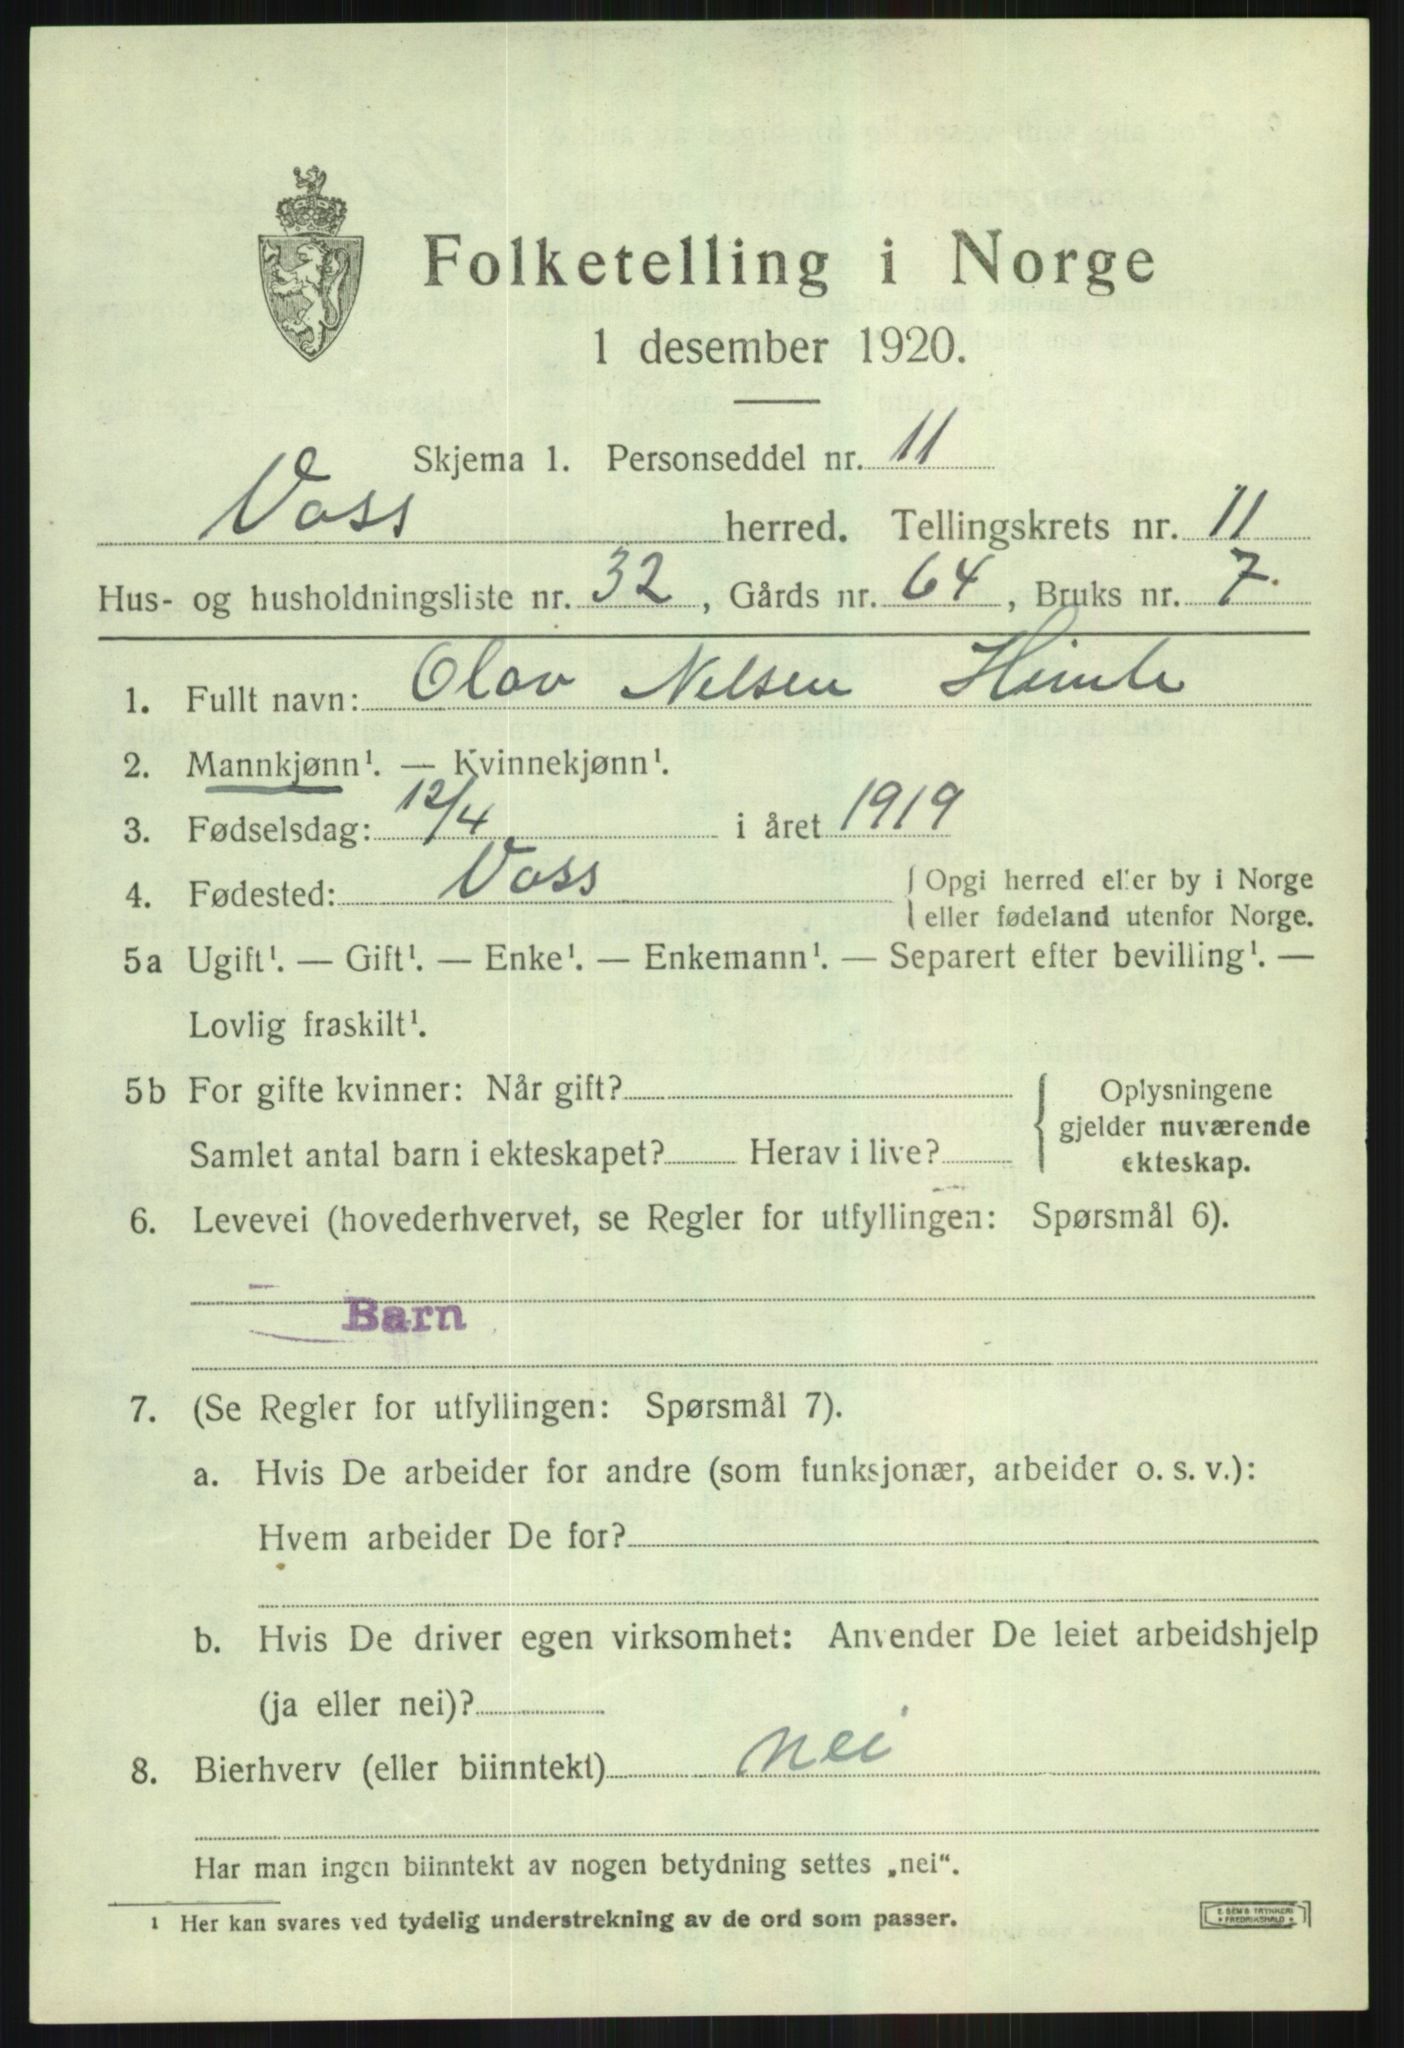 Folketelling i Norge
1 desember 1920.
Skjema 1. Personseddel nr. 11
Voss herred. Tellingskrets nr. 11
Hus- og husholdningsliste nr. 32, Gårds nr. 64, Bruks nr. 7.
1. Fullt navn: Olav Nelsen Himle
2. Mannkjønn¹. — Kvinnekjønn¹.
3. Fødselsdag: 12/4 i året 1919
4. Fødested: Voss { Opgi herred eller by i Norge
eller fødeland utenfor Norge.
5a Ugift¹. — Gift¹. — Enke¹. — Enkemann¹. — Separert efter bevilling¹. —
Lovlig fraskilt¹.
5b For gifte kvinner: Når gift? { Oplysningene
gjelder nuværende
Samlet antal barn i ekteskapet? Herav i live? ekteskap.
6. Levevei (hovederhvervet, se Regler for utfyllingen: Spørsmål 6).
Barn
7. (Se Regler for utfyllingen: Spørsmål 7).
a. Hvis De arbeider for andre (som funksjonær, arbeider o. s. v.):
Hvem arbeider De for?
b. Hvis De driver egen virksomhet: Anvender De leiet arbeidshjelp
(ja eller nei)?
8. Bierhverv (eller biinntekt) nei
Har man ingen biinntekt av nogen betydning settes „nei“.
¹ Her kan svares ved tydelig understrekning av de ord som passer.
E. SEM'S TRYKKERI
FREDRIKSHALD